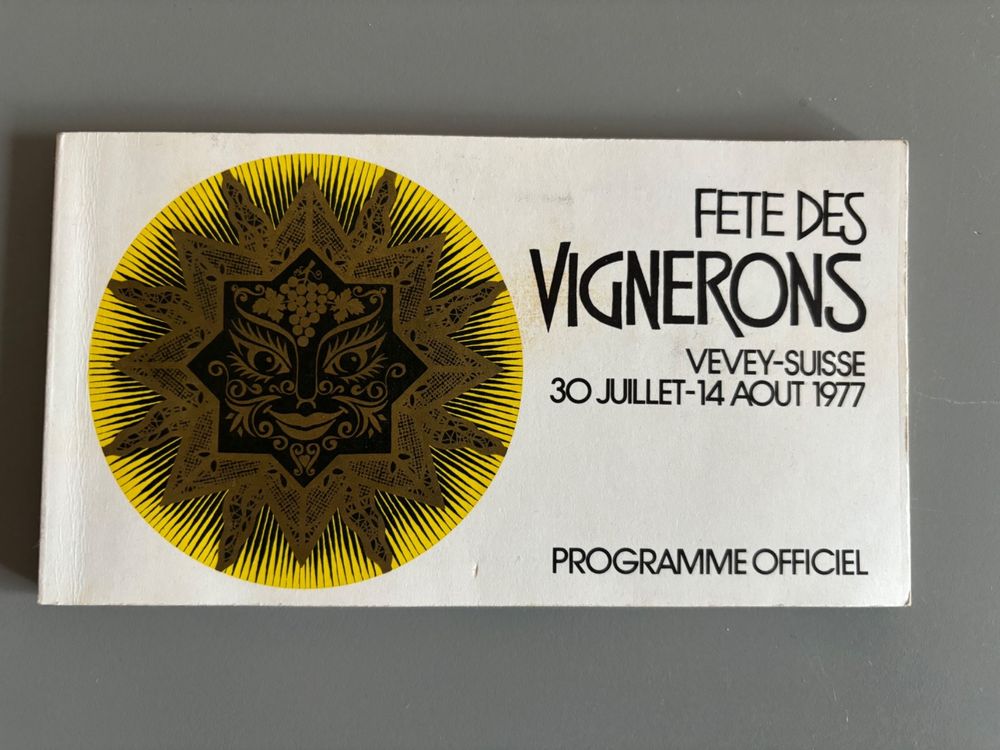 FETE DES
VIGNERONS
VEVEY-SUISSE
30 JUILLET-14 AOUT 1977
PROGRAMME OFFICIEL